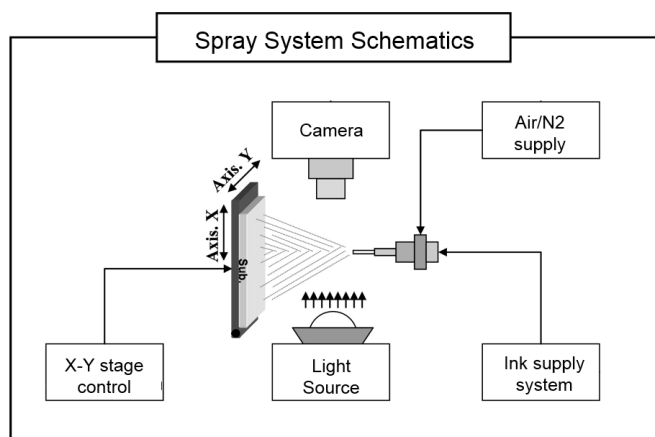 Spray System Schematics
Camera
Air/N2
supply
Axis. Y
Axis. X
Sub.
X-Y stage
control
Light
Source
Ink supply
system